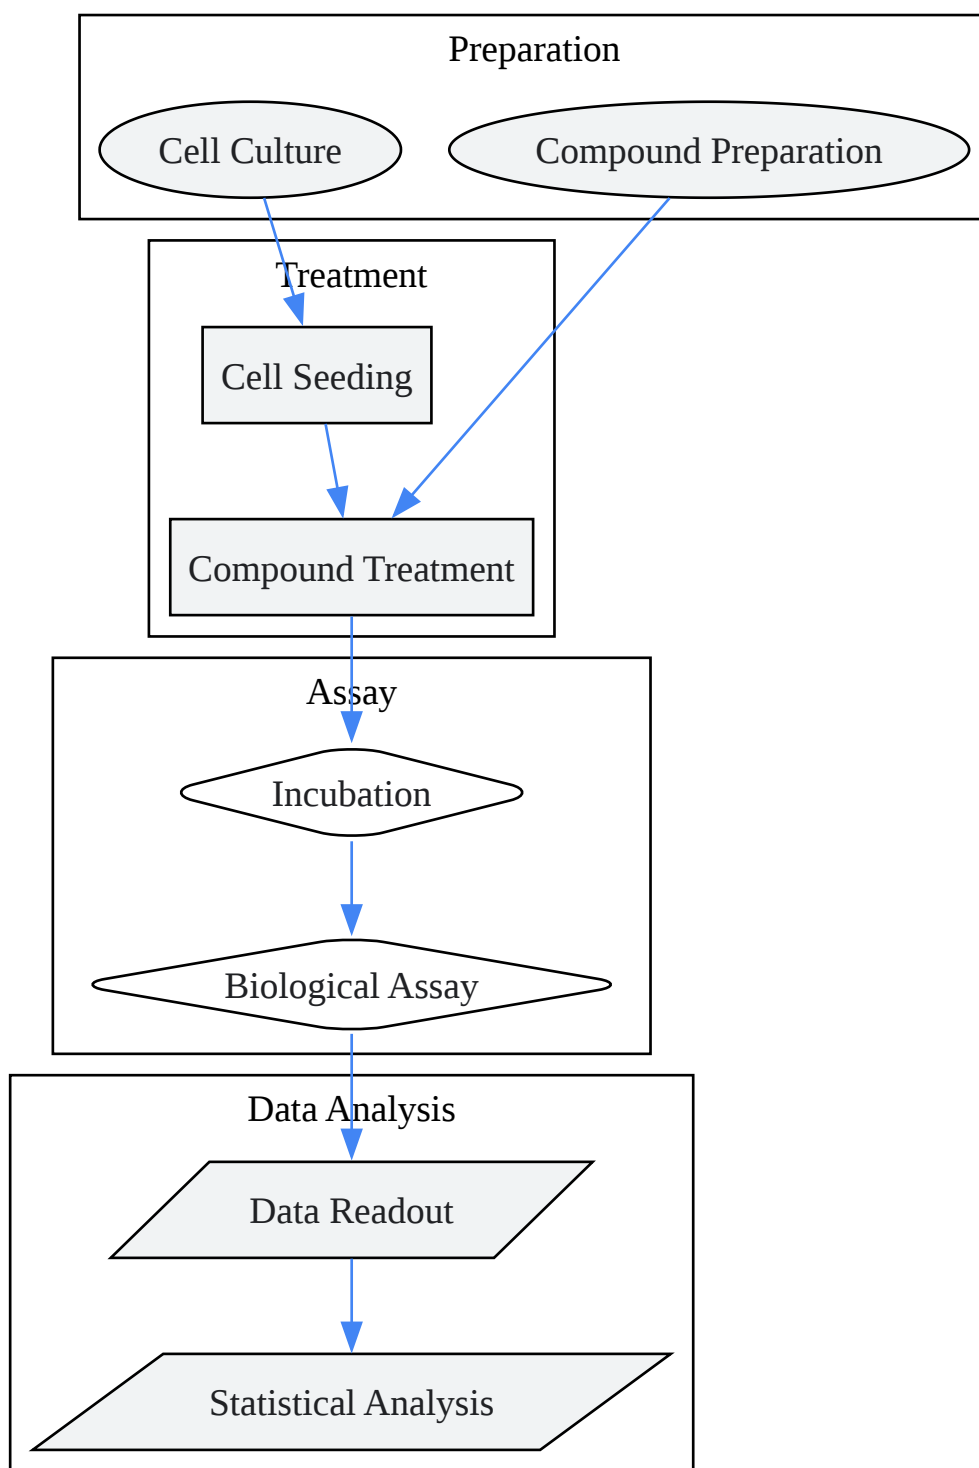 Preparation
Cell Culture
Compound Preparation
Treatment
Cell Seeding
Compound Treatment
Assay
Incubation
Biological Assay
Data Analysis
Data Readout
Statistical Analysis